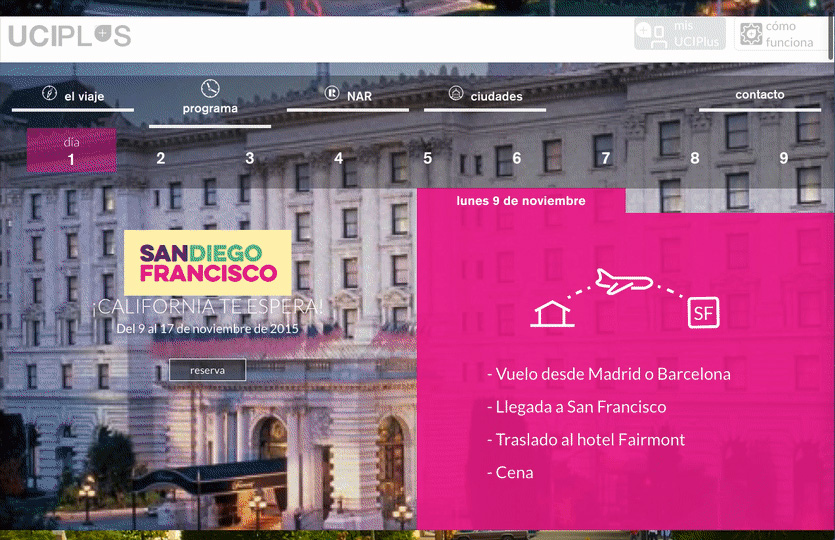 UCIPLUS
mis
UCIPlus
cómo
funciona
el viaje
programa
NAR
ciudades
contacto
día
1 2 3 4 5 6 7 8 9
lunes 9 de noviembre
SANDIEGO
FRANCISCO
¡CALIFORNIA TE ESPERA!
Del 9 al 17 de noviembre de 2015
reserva
SF
- Vuelo desde Madrid o Barcelona
- Llegada a San Francisco
- Traslado al hotel Fairmont
- Cena